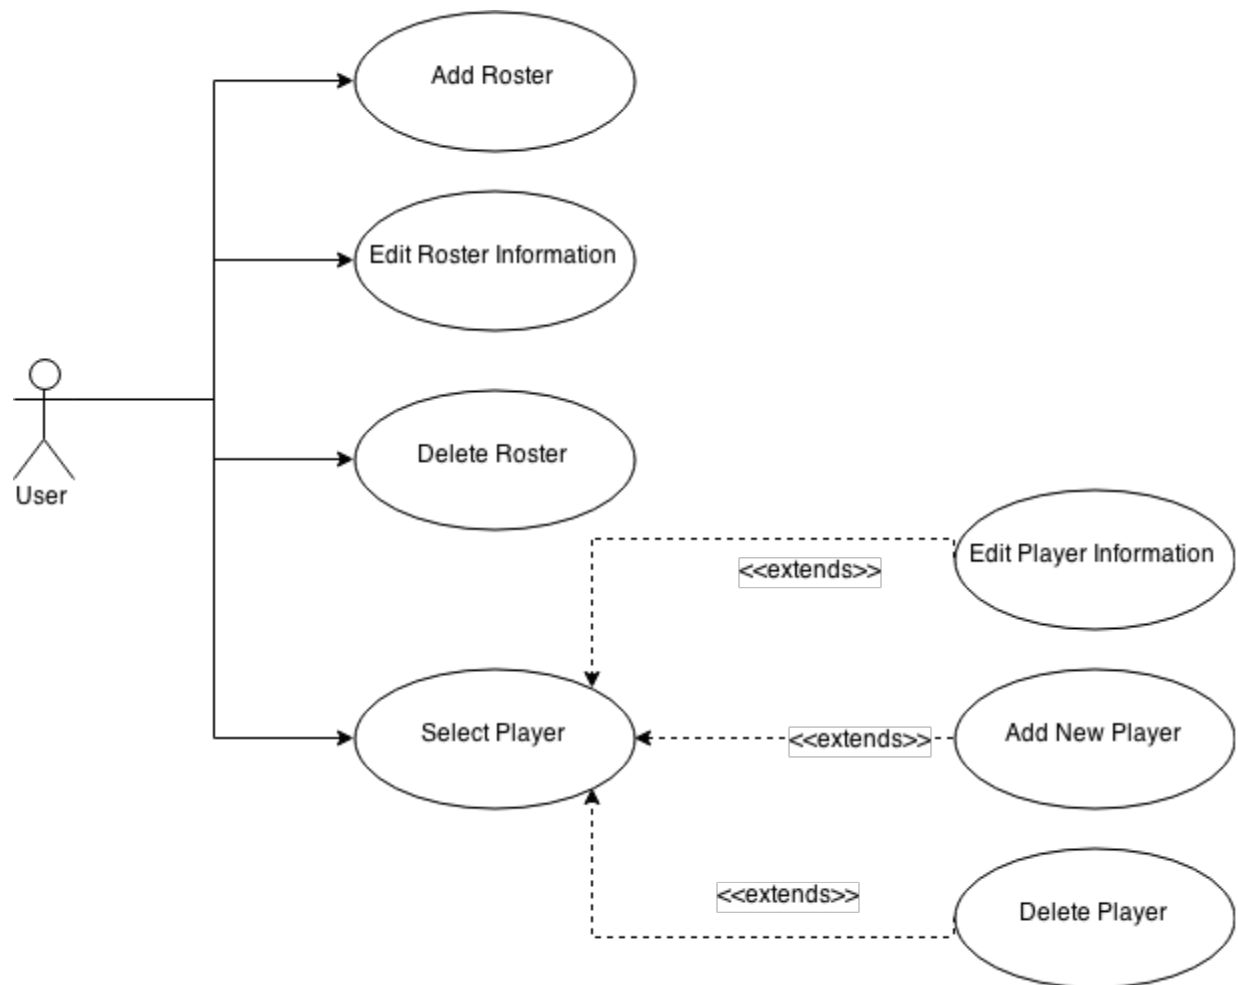 Add Roster
Edit Roster Information
Delete Roster
User
Edit Player Information
<<extends>>
Select Player
<<extends>>
Add New Player
<<extends>>
Delete Player